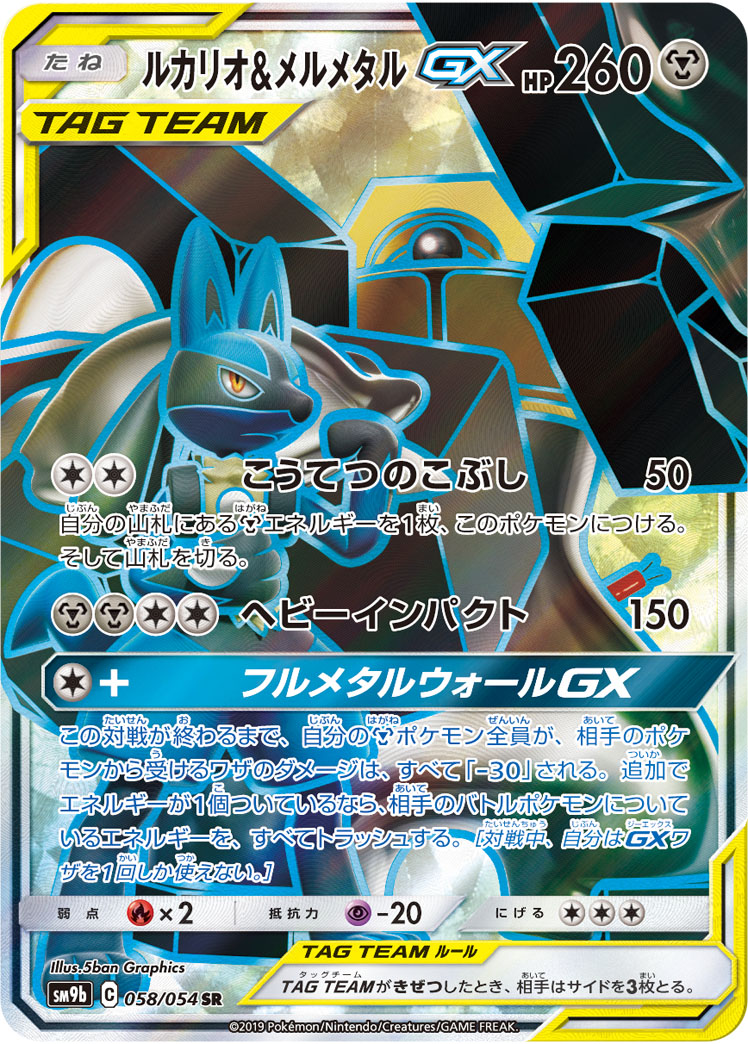 たね ルカリオ&メルメタルGX HP260
TAG TEAM
こうてつのこぶし 50
自分の山札にあるエネルギーを1枚、このポケモンにつける。
そして山札を切る。
ヘビーインパクト 150
+ フルメタルウォールGX
この対戦が終わるまで、自分のポケモン全員が、相手のポケ
モンから受けるワザのダメージは、すべて「-30」される。追加で
エネルギーが1個ついているなら、相手のバトルポケモンについて
いるエネルギーを、すべてトラッシュする。[対戦中、自分はGXワ
ザを1回しか使えない。]
弱点 ×2 抵抗力 -20 にげる
TAG TEAM ルール
TAG TEAMがきぜつしたとき、相手はサイドを3枚とる。
Illus.5ban Graphics
sm9b C 058/054 SR
©2019 Pokémon/Nintendo/Creatures/GAME FREAK.